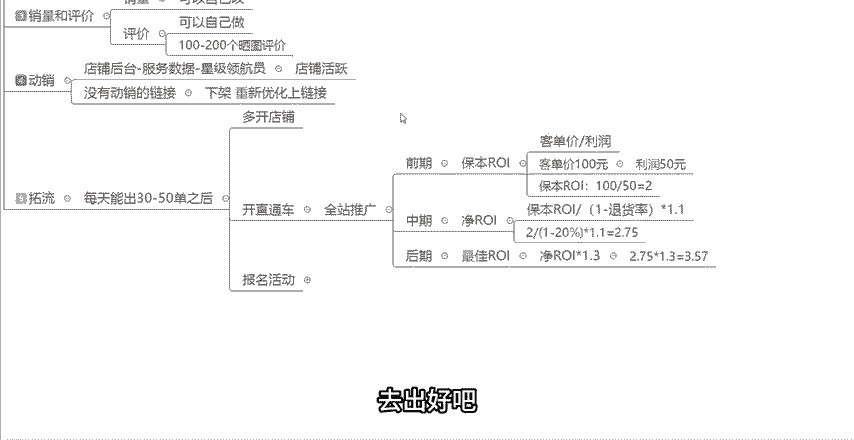 销量
可以自己改
3 销量和评价
评价
可以自己做
100-200个晒图评价
4 动销
店铺后台-服务数据-星级领航员
店铺活跃
没有动销的链接
下架 重新优化上链接
拓流
每天能出30-50单之后
多开店铺
开直通车
全站推广
前期
保本ROI
客单价/利润
客单价100元
利润50元
保本ROI：100/50=2
中期
净ROI
保本ROI/（1-退货率）*1.1
2/(1-20%)*1.1=2.75
后期
最佳ROI
净ROI*1.3
2.75*1.3=3.57
报名活动
去出好吧